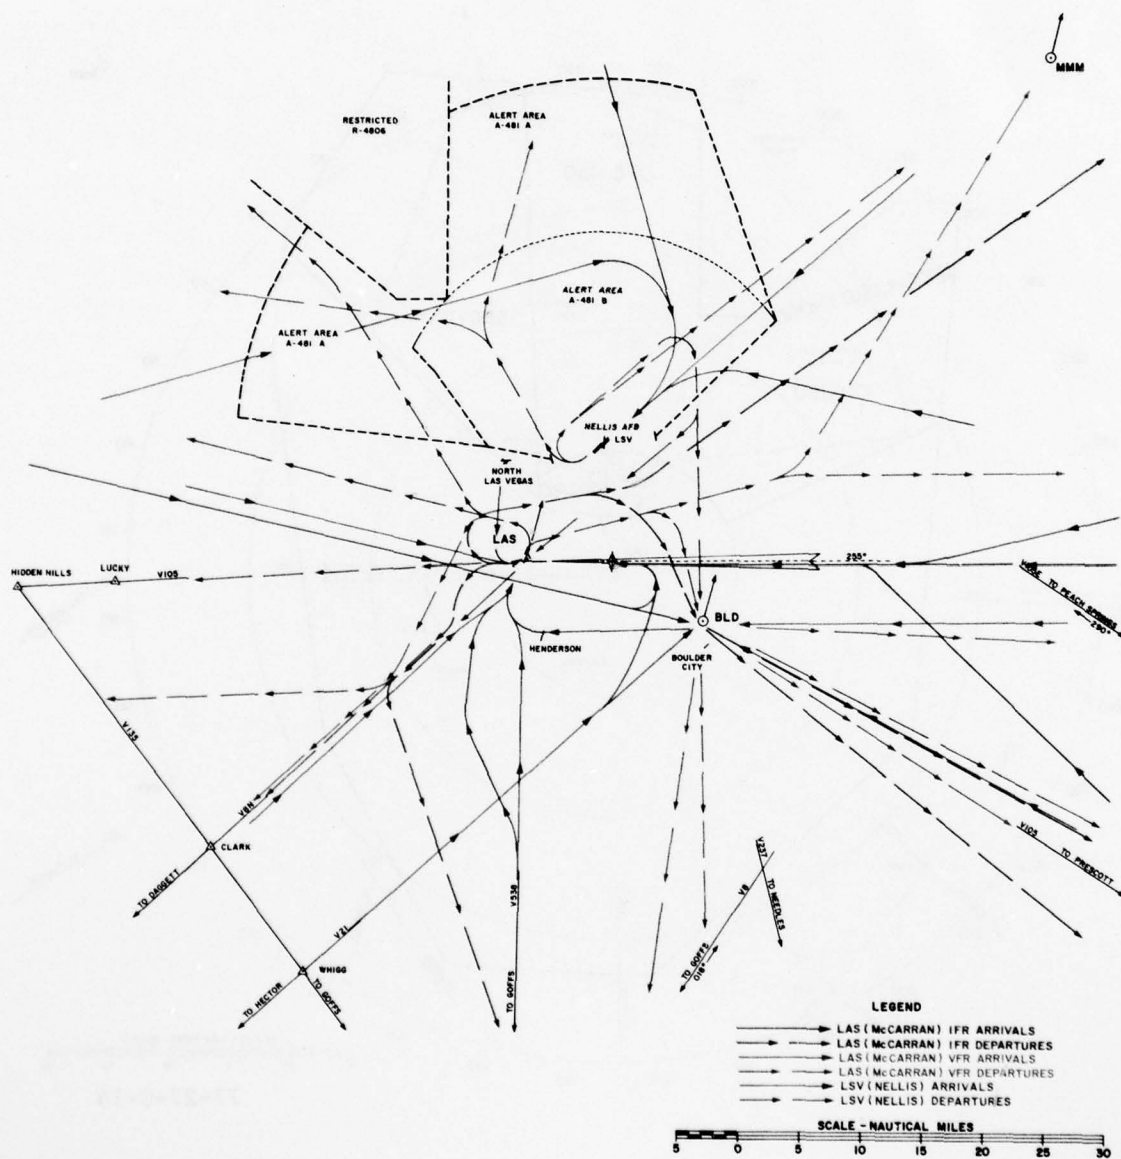 MMM
RESTRICTED
R-4806
ALERT AREA
A-481 A
ALERT AREA
A-481 B
ALERT AREA
A-481 A
NELLIS AFB
LSV
NORTH
LAS VEGAS
LAS
HIDDEN HILLS
LUCKY
V105
255°
TO PEACH SPRINGS
290°
BLD
HENDERSON
BOULDER
CITY
V135
V8N
CLARK
TO DAGGETT
V538
V21
WHIGG
TO HECTOR
TO GOFFS
TO GOFFS
V237
TO NEEDLES
V8
TO GOFFS
018°
V105
TO PRESCOTT
LEGEND
LAS (McCARRAN) IFR ARRIVALS
LAS (McCARRAN) IFR DEPARTURES
LAS (McCARRAN) VFR ARRIVALS
LAS (McCARRAN) VFR DEPARTURES
LSV (NELLIS) ARRIVALS
LSV (NELLIS) DEPARTURES
SCALE - NAUTICAL MILES
5 0 5 10 15 20 25 30